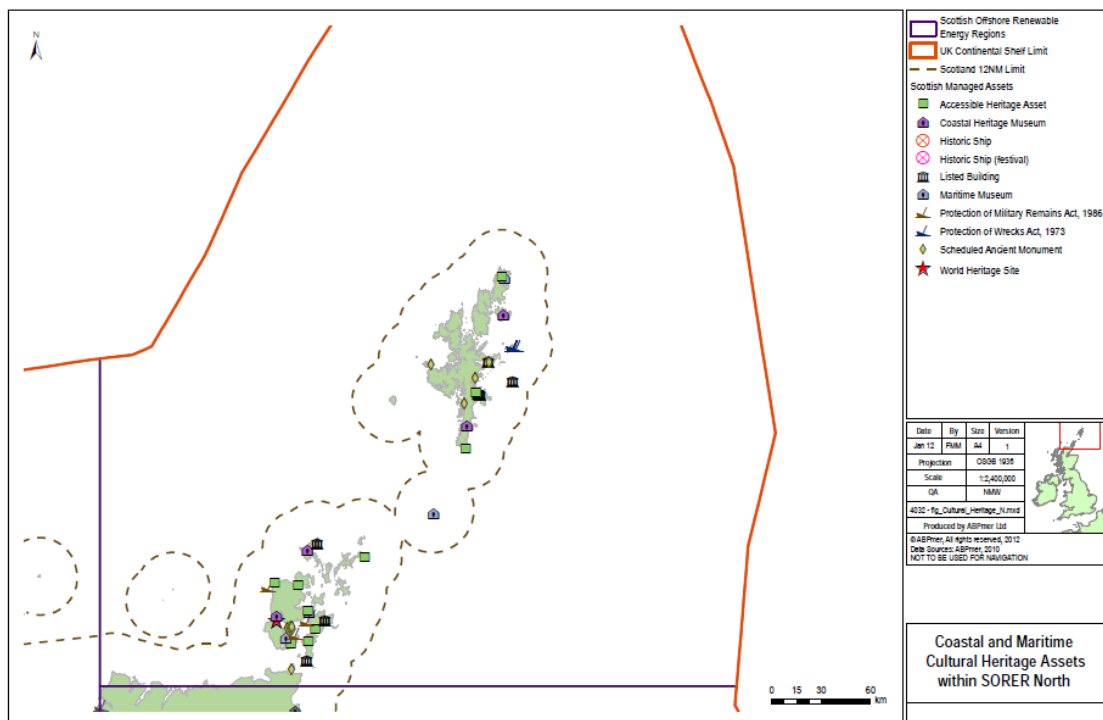 N
Scottish Offshore Renewable
Energy Regions
UK Continental Shelf Limit
Scotland 12NM Limit
Scottish Managed Assets
Accessible Heritage Asset
Coastal Heritage Museum
Historic Ship
Historic Ship (festival)
Listed Building
Maritime Museum
Protection of Military Remains Act, 1986
Protection of Wrecks Act, 1973
Scheduled Ancient Monument
World Heritage Site
Date By Size Version
Jan 12 FMM A4 1
Projection OSGB 1936
Scale 1:2,400,000
QA NMW
4032 - fig_Cultural_Heritage_N.mxd
Produced by ABPmer Ltd
©ABPmer, All rights reserved, 2012
Data Sources: ABPmer, 2010
NOT TO BE USED FOR NAVIGATION
Coastal and Maritime
Cultural Heritage Assets
within SORER North
0 15 30 60
km